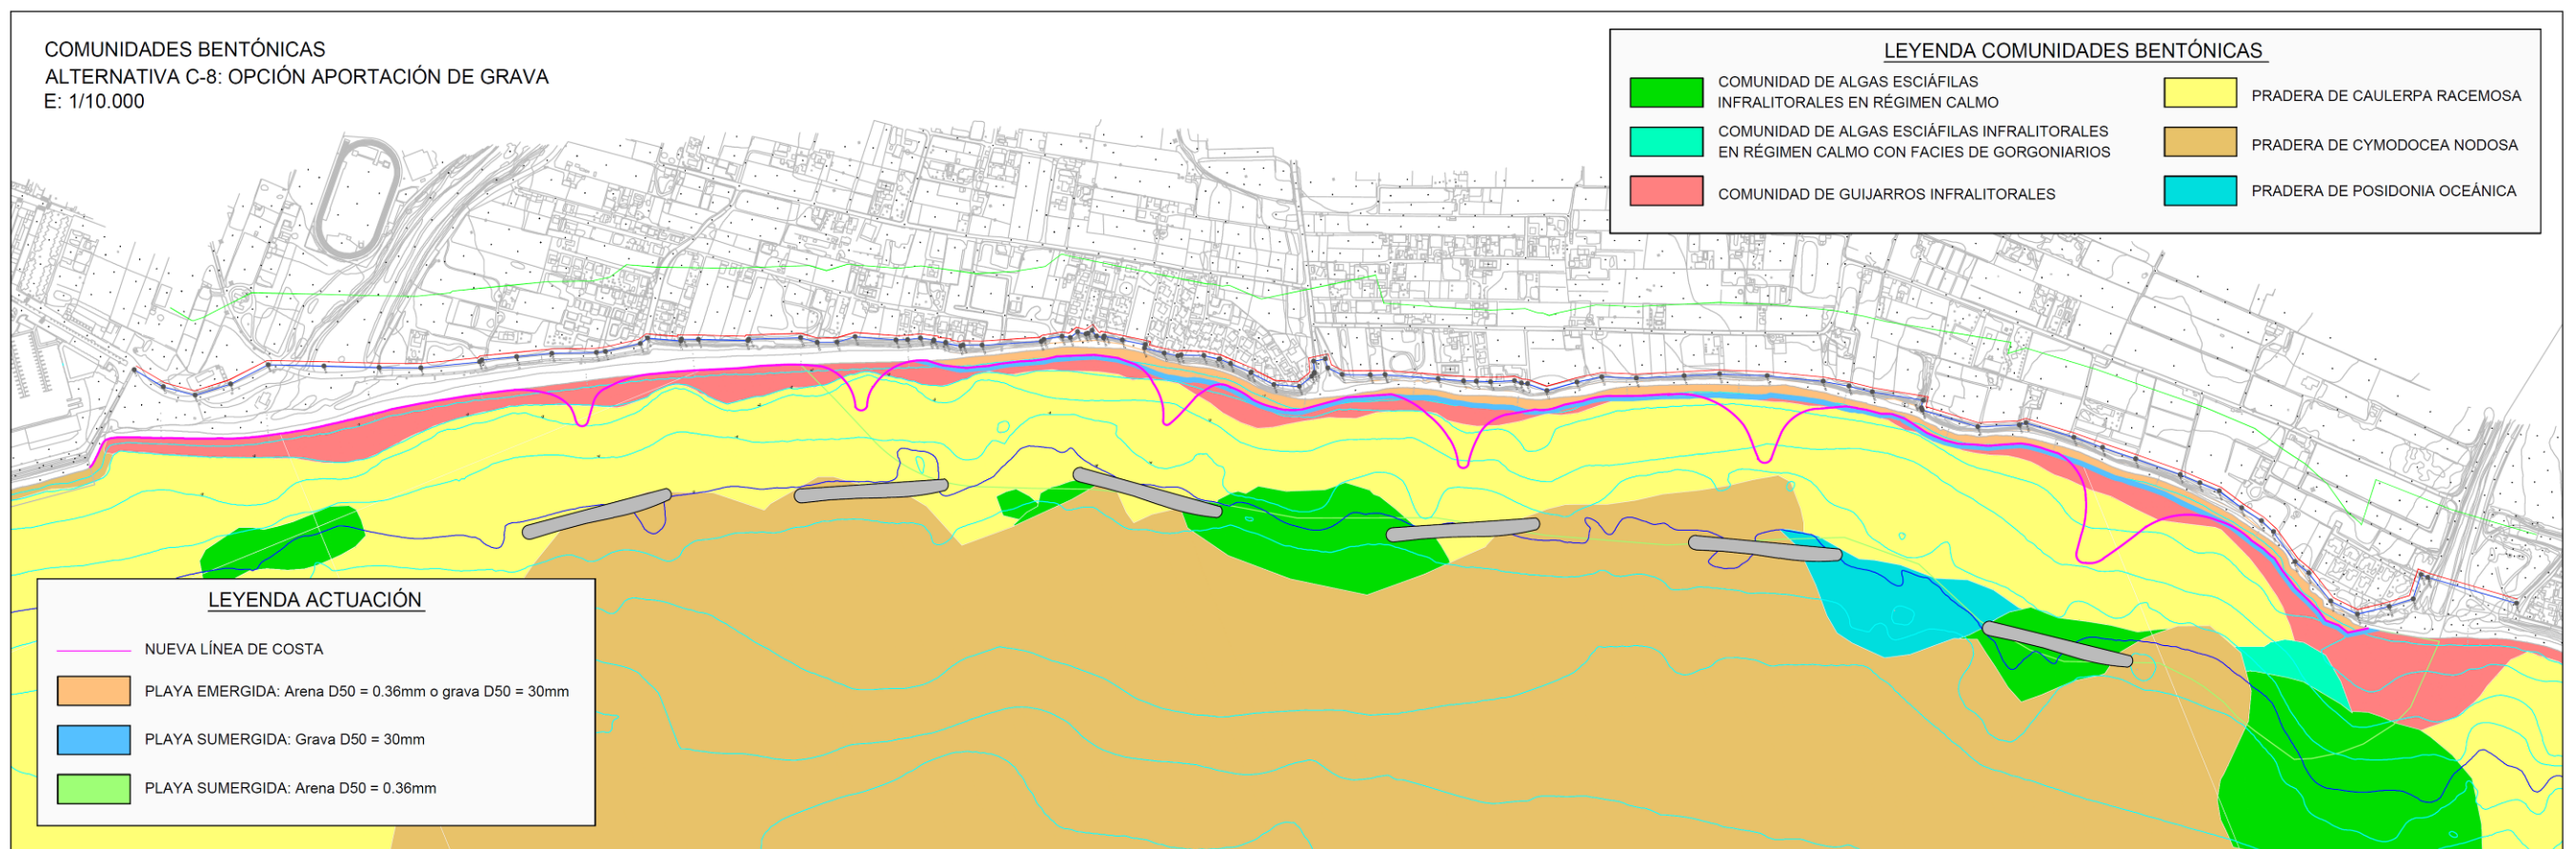 COMUNIDADES BENTÓNICAS
ALTERNATIVA C-8: OPCIÓN APORTACIÓN DE GRAVA
E: 1/10.000
LEYENDA COMUNIDADES BENTÓNICAS
COMUNIDAD DE ALGAS ESCIÁFILAS
INFRALITORALES EN RÉGIMEN CALMO
COMUNIDAD DE ALGAS ESCIÁFILAS INFRALITORALES
EN RÉGIMEN CALMO CON FACIES DE GORGONIARIOS
COMUNIDAD DE GUIJARROS INFRALITORALES
PRADERA DE CAULERPA RACEMOSA
PRADERA DE CYMODOCEA NODOSA
PRADERA DE POSIDONIA OCEÁNICA
LEYENDA ACTUACIÓN
NUEVA LÍNEA DE COSTA
PLAYA EMERGIDA: Arena D50 = 0.36mm o grava D50 = 30mm
PLAYA SUMERGIDA: Grava D50 = 30mm
PLAYA SUMERGIDA: Arena D50 = 0.36mm